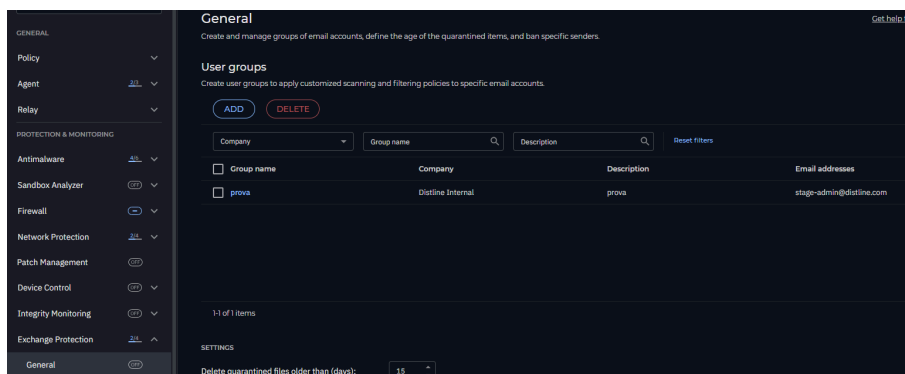 General
Get help
Create and manage groups of email accounts, define the age of the quarantined items, and ban specific senders.
User groups
Create user groups to apply customized scanning and filtering policies to specific email accounts.
ADD DELETE
Company Group name Description Reset filters
Group name Company Description Email addresses
prova Distline Internal prova stage-admin@distline.com
1-1 of 1 items
SETTINGS
Delete quarantined files older than (days): 15
GENERAL
Policy
Agent 2/3
Relay
PROTECTION & MONITORING
Antimalware 4/6
Sandbox Analyzer OFF
Firewall
Network Protection 2/4
Patch Management OFF
Device Control OFF
Integrity Monitoring OFF
Exchange Protection 2/4
General OFF